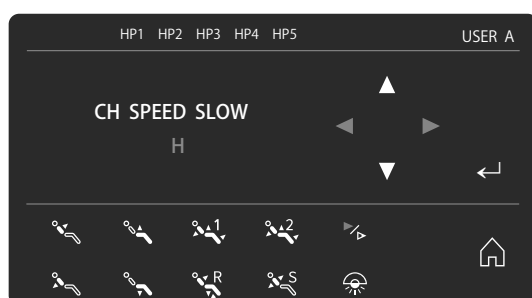 HP1 HP2 HP3 HP4 HP5 USER A
CH SPEED SLOW
H
1 2
R S